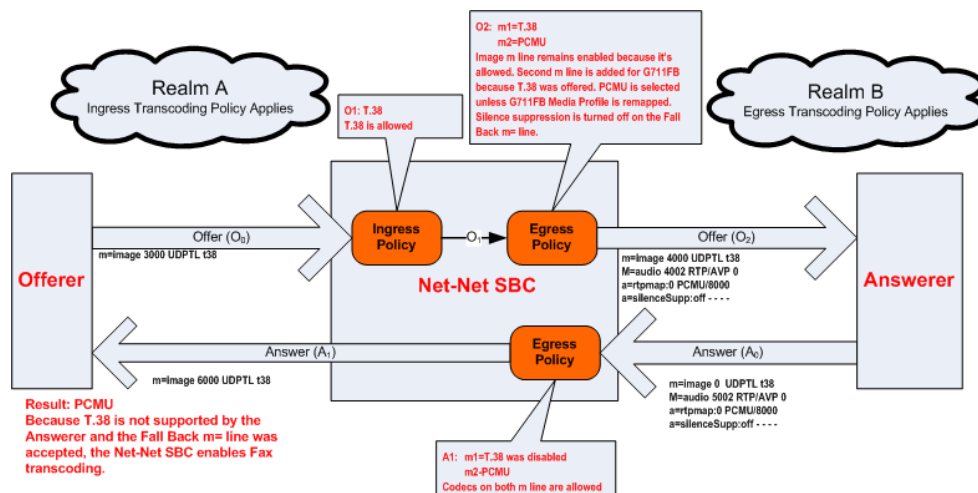 Realm A
Ingress Transcoding Policy Applies
O1: T.38
T.38 is allowed
O2:  m1=T.38
m2=PCMU
Image m line remains enabled because it's
allowed. Second m line is added for G711FB
because T.38 was offered. PCMU is selected
unless G711FB Media Profile is remapped.
Silence suppression is turned off on the Fall
Back m= line.
Realm B
Egress Transcoding Policy Applies
Offerer
Offer (O₀)
m=image 3000 UDPTL t38
Ingress
Policy
O₁
Egress
Policy
Net-Net SBC
Offer (O₂)
m=image 4000 UDPTL t38
M=audio 4002 RTP/AVP 0
a=rtpmap:0 PCMU/8000
a=silenceSupp:off - - - -
Answerer
Answer (A₁)
m=image 6000 UDPTL t38
Egress
Policy
Answer (A₀)
m=image 0  UDPTL t38
M=audio 5002 RTP/AVP 0
a=rtpmap:0 PCMU/8000
a=silenceSupp:off - - - -
Result: PCMU
Because T.38 is not supported by the
Answerer and the Fall Back m= line was
accepted, the Net-Net SBC enables Fax
transcoding.
A1:  m1=T.38 was disabled
m2-PCMU
Codecs on both m line are allowed